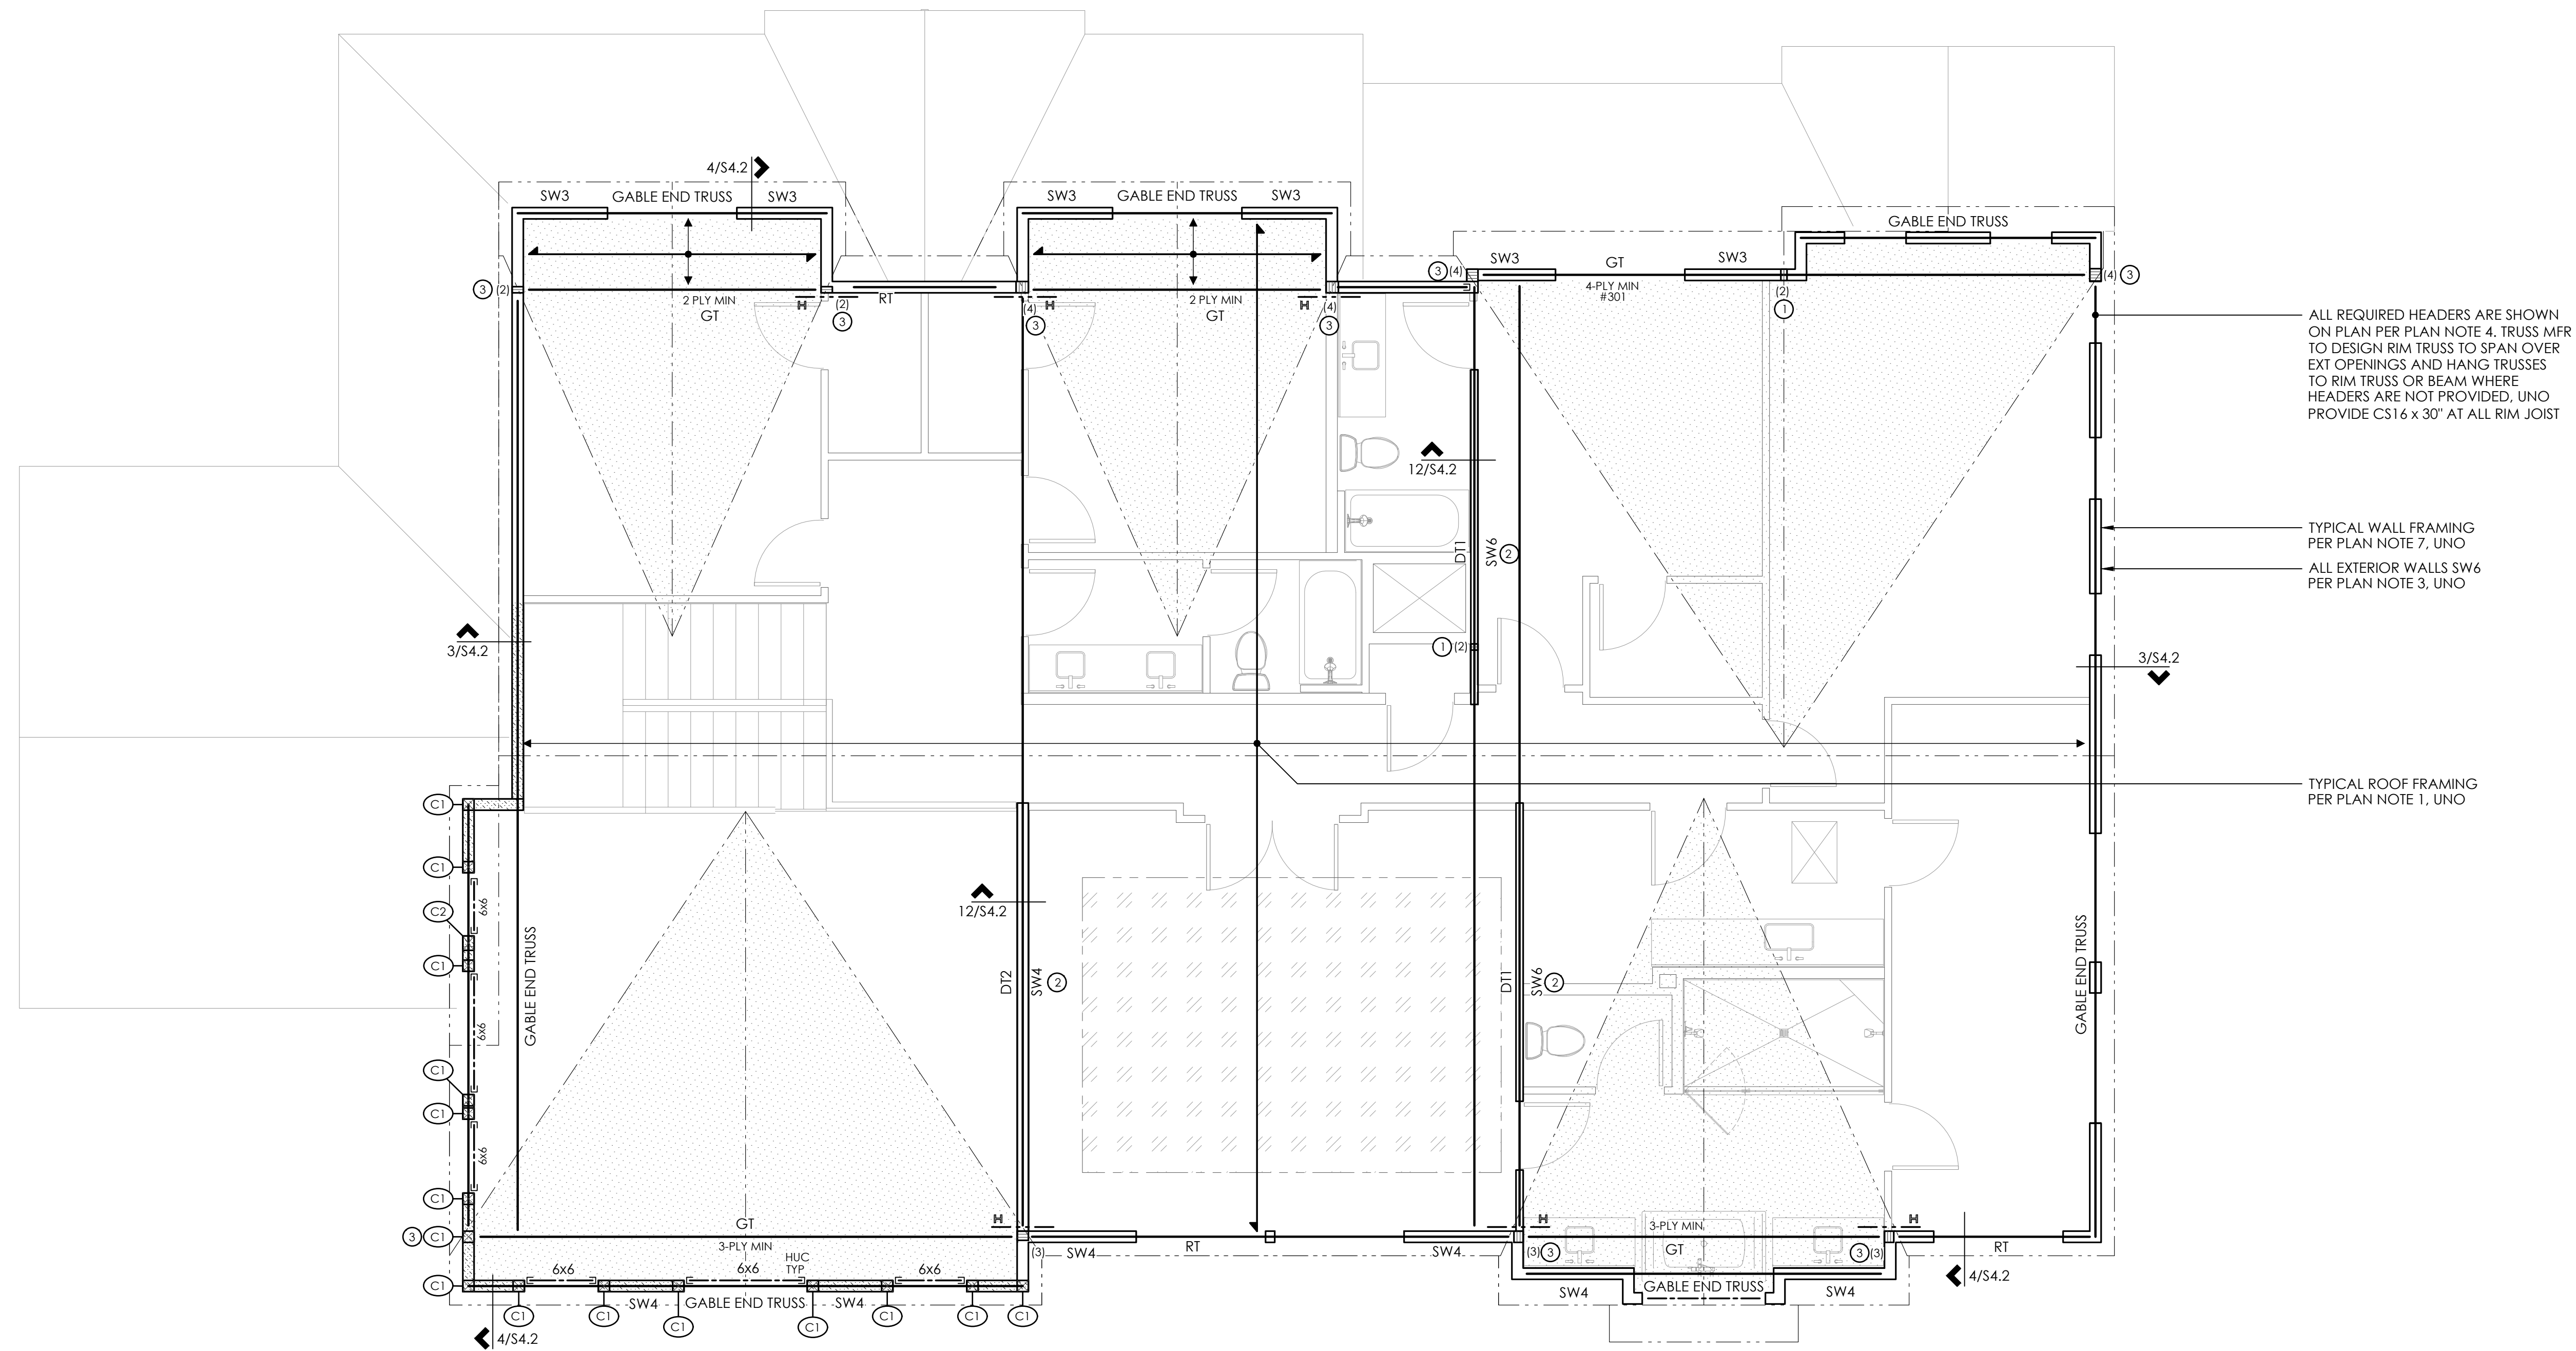 4/S4.2
SW3
GABLE END TRUSS
SW3
SW3
GABLE END TRUSS
SW3
GABLE END TRUSS
SW3
GT
SW3
3 (2)
2 PLY MIN
GT
H
(2)
3
RT
(4)
H
3
2 PLY MIN
GT
H
(4)
3
3 (4)
4-PLY MIN
#301
(2)
1
(4) 3
ALL REQUIRED HEADERS ARE SHOWN
ON PLAN PER PLAN NOTE 4. TRUSS MFR
TO DESIGN RIM TRUSS TO SPAN OVER
EXT OPENINGS AND HANG TRUSSES
TO RIM TRUSS OR BEAM WHERE
HEADERS ARE NOT PROVIDED, UNO
PROVIDE CS16 x 30" AT ALL RIM JOIST
12/S4.2
TYPICAL WALL FRAMING
PER PLAN NOTE 7, UNO
DT1
SW6 2
ALL EXTERIOR WALLS SW6
PER PLAN NOTE 3, UNO
3/S4.2
1 (2)
3/S4.2
TYPICAL ROOF FRAMING
PER PLAN NOTE 1, UNO
C1
C1
C2
6x6
12/S4.2
C1
GABLE END TRUSS
DT2
SW4 2
DT1
SW6 2
GABLE END TRUSS
6x6
C1
C1
6x6
C1
3 C1
GT
3-PLY MIN
HUC
TYP
H
(3)
SW4
RT
SW4
H
(3) 3
3-PLY MIN
GT
H
3 (3)
RT
4/S4.2
C1
6x6
6x6
6x6
SW4
GABLE END TRUSS
SW4
SW4
GABLE END TRUSS
SW4
C1
C1
C1
C1
C1
C1
C1
4/S4.2